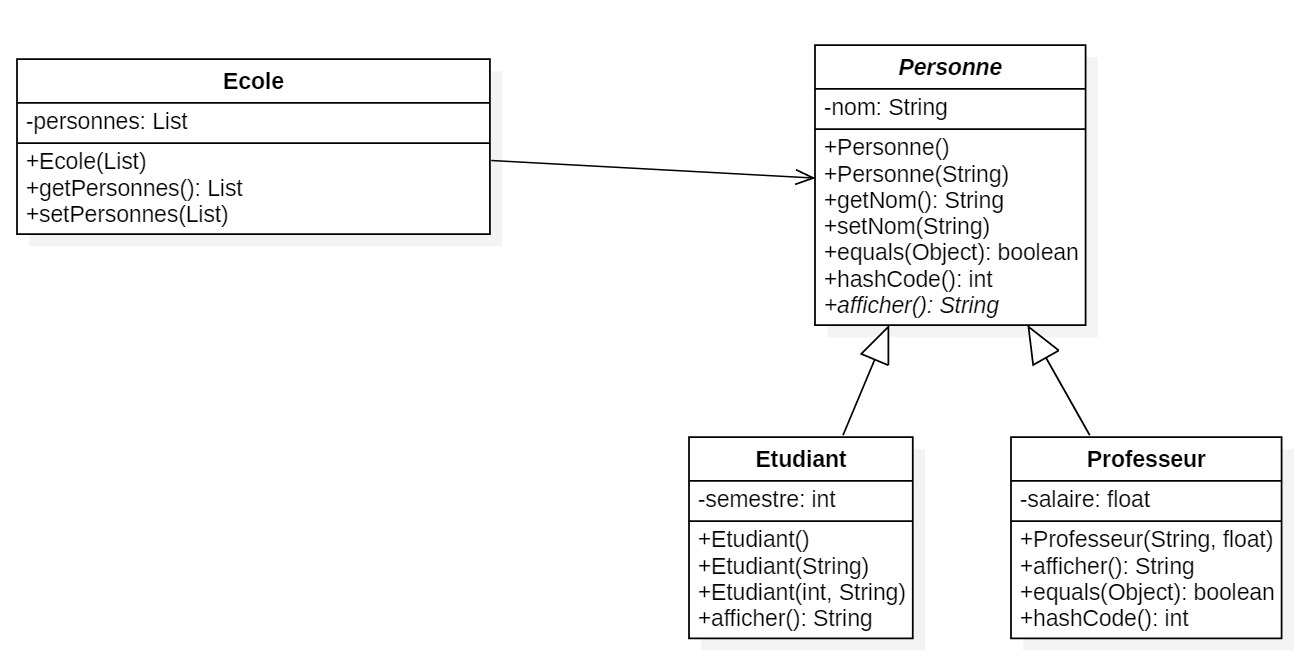 Ecole
-personnes: List
+Ecole(List)
+getPersonnes(): List
+setPersonnes(List)
Personne
-nom: String
+Personne()
+Personne(String)
+getNom(): String
+setNom(String)
+equals(Object): boolean
+hashCode(): int
+afficher(): String
Etudiant
-semestre: int
+Etudiant()
+Etudiant(String)
+Etudiant(int, String)
+afficher(): String
Professeur
-salaire: float
+Professeur(String, float)
+afficher(): String
+equals(Object): boolean
+hashCode(): int